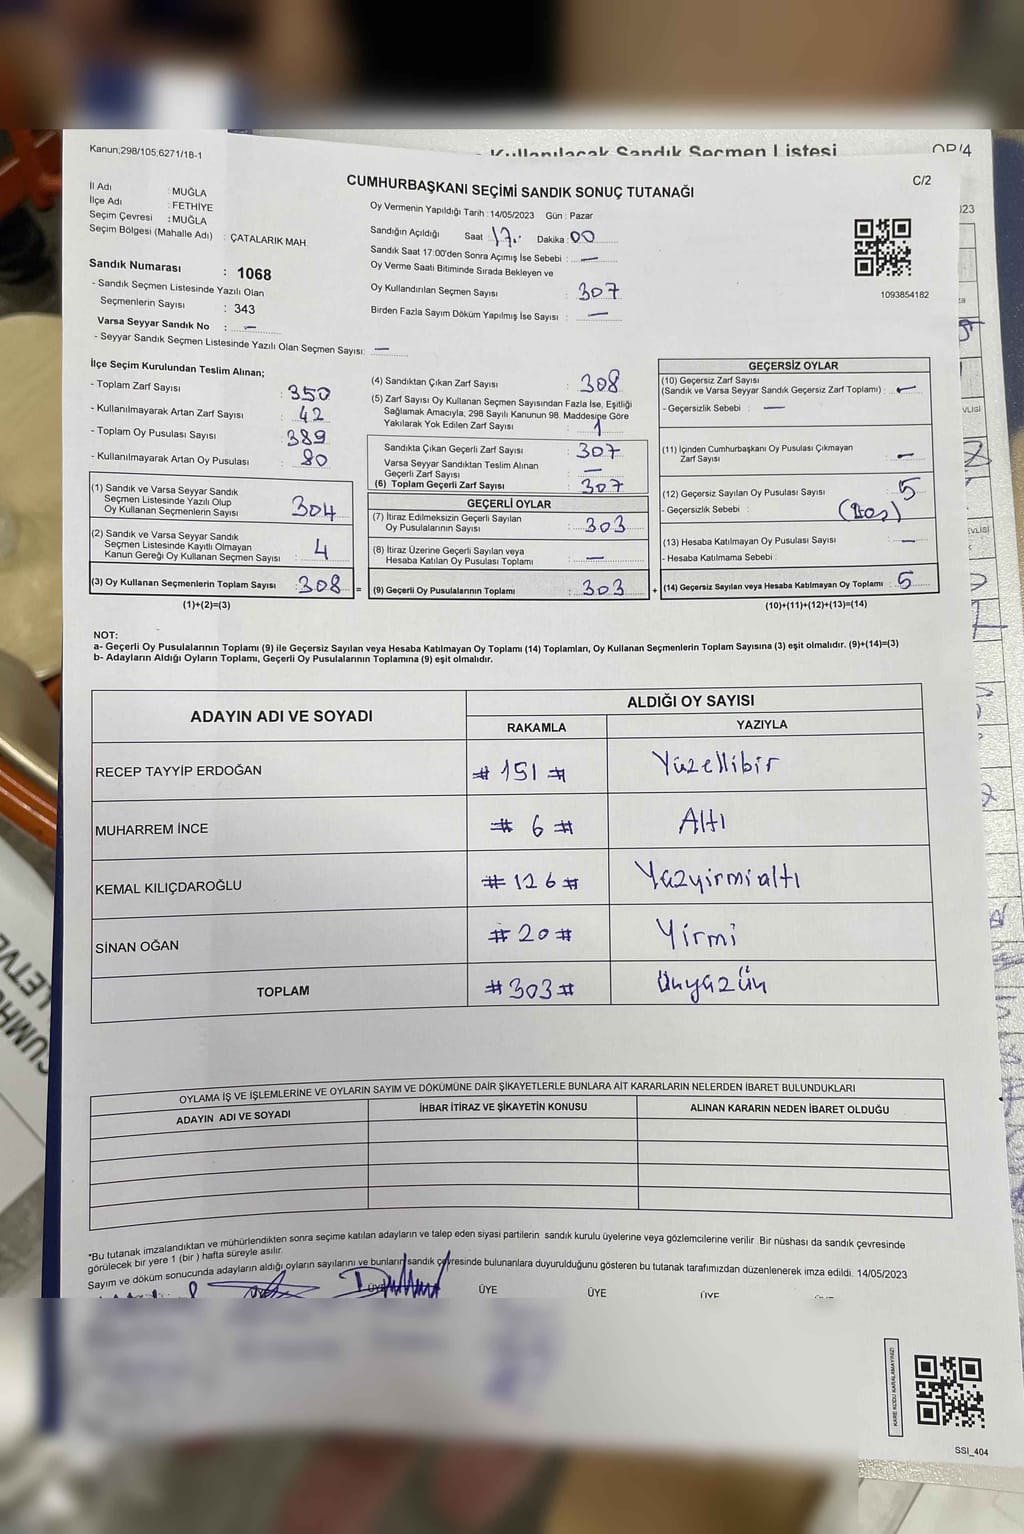 Kullanılacak Sandık Seçmen Listesi
Kanun;298/105;6271/18-1
C/2
CUMHURBAŞKANI SEÇİMİ SANDIK SONUÇ TUTANAĞI
İl Adı : MUĞLA
İlçe Adı : FETHİYE
Seçim Çevresi : MUĞLA
Seçim Bölgesi (Mahalle Adı) : ÇATALARIK MAH.
Sandık Numarası : 1068
- Sandık Seçmen Listesinde Yazılı Olan
Seçmenlerin Sayısı : 343
Varsa Seyyar Sandık No : —
- Seyyar Sandık Seçmen Listesinde Yazılı Olan Seçmen Sayısı: —
Oy Vermenin Yapıldığı Tarih : 14/05/2023 Gün : Pazar
Sandığın Açıldığı Saat 17: Dakika : 00
Sandık Saat 17:00'den Sonra Açımış İse Sebebi : —
Oy Verme Saati Bitiminde Sırada Bekleyen ve
Oy Kullandırılan Seçmen Sayısı : 307
Birden Fazla Sayım Döküm Yapılmış İse Sayısı : —
1093854182
İlçe Seçim Kurulundan Teslim Alınan;
- Toplam Zarf Sayısı : 350
- Kullanılmayarak Artan Zarf Sayısı : 42
- Toplam Oy Pusulası Sayısı : 389
- Kullanılmayarak Artan Oy Pusulası : 80
(1) Sandık ve Varsa Seyyar Sandık
Seçmen Listesinde Yazılı Olup
Oy Kullanan Seçmenlerin Sayısı : 304
(2) Sandık ve Varsa Seyyar Sandık
Seçmen Listesinde Kayıtlı Olmayan
Kanun Gereği Oy Kullanan Seçmen Sayısı : 4
(3) Oy Kullanan Seçmenlerin Toplam Sayısı : 308 =
(1)+(2)=(3)
(4) Sandıktan Çıkan Zarf Sayısı : 308
(5) Zarf Sayısı Oy Kullanan Seçmen Sayısından Fazla İse, Eşitliği
Sağlamak Amacıyla, 298 Sayılı Kanunun 98. Maddesine Göre
Yakılarak Yok Edilen Zarf Sayısı : 1
Sandıkta Çıkan Geçerli Zarf Sayısı : 307
Varsa Seyyar Sandıktan Teslim Alınan
Geçerli Zarf Sayısı : —
(6) Toplam Geçerli Zarf Sayısı : 307
GEÇERLİ OYLAR
(7) İtiraz Edilmeksizin Geçerli Sayılan
Oy Pusulalarının Sayısı : 303
(8) İtiraz Üzerine Geçerli Sayılan veya
Hesaba Katılan Oy Pusulası Toplamı : —
(9) Geçerli Oy Pusulalarının Toplamı : 303 +
GEÇERSİZ OYLAR
(10) Geçersiz Zarf Sayısı
(Sandık ve Varsa Seyyar Sandık Geçersiz Zarf Toplamı) : —
- Geçersizlik Sebebi : —
(11) İçinden Cumhurbaşkanı Oy Pusulası Çıkmayan
Zarf Sayısı : —
(12) Geçersiz Sayılan Oy Pusulası Sayısı : 5
- Geçersizlik Sebebi :
(13) Hesaba Katılmayan Oy Pusulası Sayısı : —
- Hesaba Katılmama Sebebi :
(14) Geçersiz Sayılan veya Hesaba Katılmayan Oy Toplamı : 5
(10)+(11)+(12)+(13)=(14)
NOT:
a- Geçerli Oy Pusulalarının Toplamı (9) ile Geçersiz Sayılan veya Hesaba Katılmayan Oy Toplamı (14) Toplamları, Oy Kullanan Seçmenlerin Toplam Sayısına (3) eşit olmalıdır. (9)+(14)=(3)
b- Adayların Aldığı Oyların Toplamı, Geçerli Oy Pusulalarının Toplamına (9) eşit olmalıdır.
ADAYIN ADI VE SOYADI
ALDIĞI OY SAYISI
RAKAMLA YAZIYLA
RECEP TAYYİP ERDOĞAN # 151 # Yüzellibir
MUHARREM İNCE # 6 # Altı
KEMAL KILIÇDAROĞLU # 126 # Yüzyirmialtı
SİNAN OĞAN # 20 # Yirmi
TOPLAM # 303 # Üçyüzüç
OYLAMA İŞ VE İŞLEMLERİNE VE OYLARIN SAYIM VE DÖKÜMÜNE DAİR ŞİKAYETLERLE BUNLARA AİT KARARLARIN NELERDEN İBARET BULUNDUKLARI
ADAYIN ADI VE SOYADI İHBAR İTİRAZ VE ŞİKAYETİN KONUSU ALINAN KARARIN NEDEN İBARET OLDUĞU
*Bu tutanak imzalandıktan ve mühürlendikten sonra seçime katılan adayların ve talep eden siyasi partilerin sandık kurulu üyelerine veya gözlemcilerine verilir. Bir nüshası da sandık çevresinde
görülecek bir yere 1 (bir ) hafta süreyle asılır.
Sayım ve döküm sonucunda adayların aldığı oyların sayılarını ve bunların sandık çevresinde bulunanlara duyurulduğunu gösteren bu tutanak tarafımızdan düzenlenerek imza edildi. 14/05/2023
ÜYE ÜYE ÜYE ÜYE
KARE KODU KARALAMAYINIZ!
SSI_404